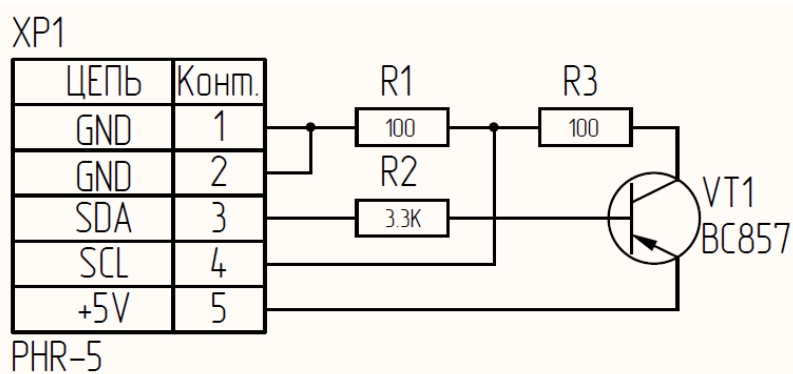 XP1
ЦЕПЬ Конт.
GND 1
GND 2
SDA 3
SCL 4
+5V 5
PHR-5
R1
100
R2
3.3K
R3
100
VT1
BC857